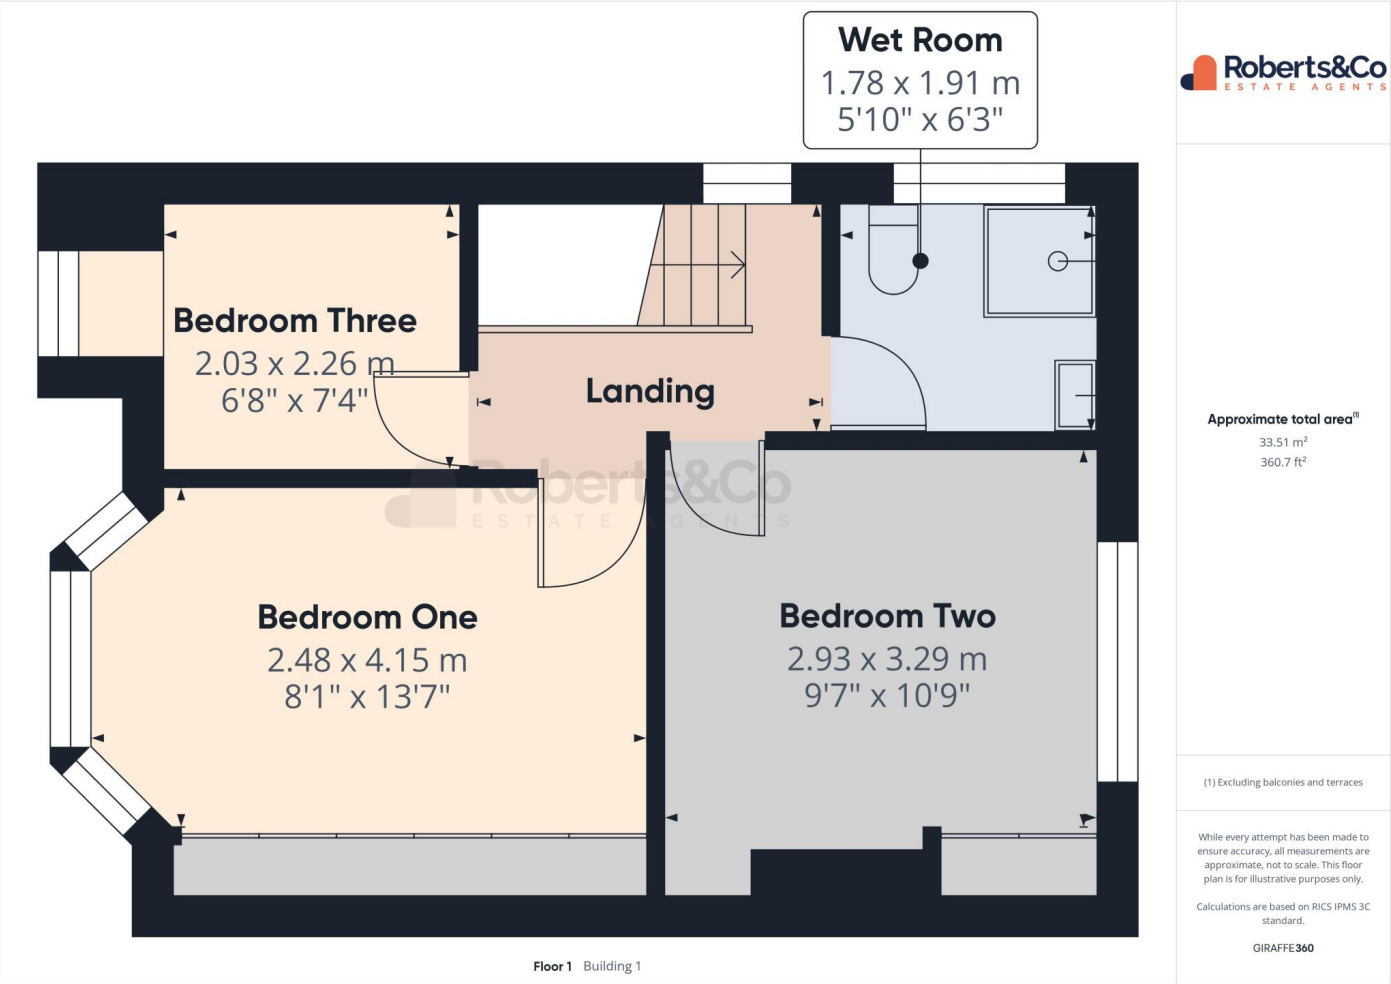 Wet Room
1.78 x 1.91 m
5'10" x 6'3"
Bedroom Three
2.03 x 2.26 m
6'8" x 7'4"
Landing
Roberts&Co
ESTATE AGENTS
Bedroom One
2.48 x 4.15 m
8'1" x 13'7"
Bedroom Two
2.93 x 3.29 m
9'7" x 10'9"
Floor 1 Building 1
Roberts&Co
ESTATE AGENTS
Approximate total area(1)
33.51 m²
360.7 ft²
(1) Excluding balconies and terraces
While every attempt has been made to
ensure accuracy, all measurements are
approximate, not to scale. This floor
plan is for illustrative purposes only.
Calculations are based on RICS IPMS 3C
standard.
GIRAFFE360